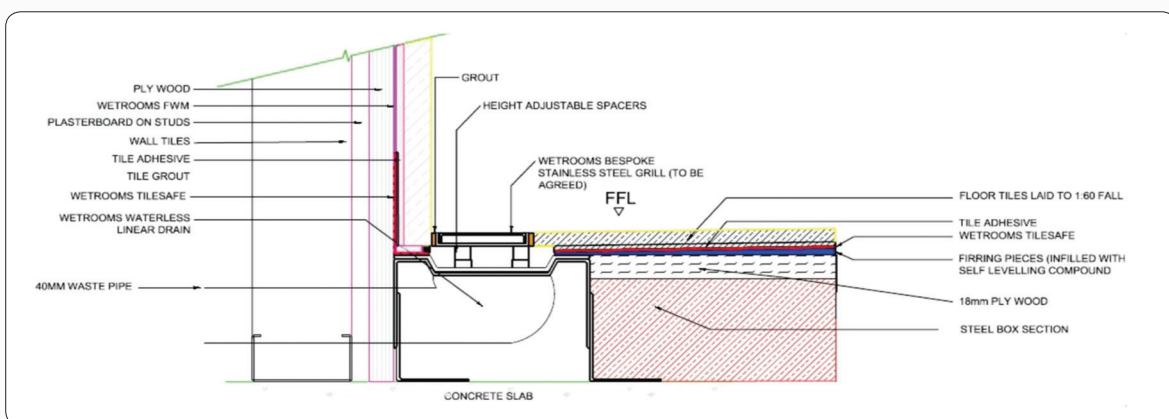 PLY WOOD
WETROOMS FWM
PLASTERBOARD ON STUDS
WALL TILES
TILE ADHESIVE
TILE GROUT
WETROOMS TILESAFE
WETROOMS WATERLESS
LINEAR DRAIN
40MM WASTE PIPE
GROUT
HEIGHT ADJUSTABLE SPACERS
WETROOMS BESPOKE
STAINLESS STEEL GRILL (TO BE
AGREED)
FFL
FLOOR TILES LAID TO 1:60 FALL
TILE ADHESIVE
WETROOMS TILESAFE
FIRRING PIECES (INFILLED WITH
SELF LEVELLING COMPOUND
18mm PLY WOOD
STEEL BOX SECTION
CONCRETE SLAB